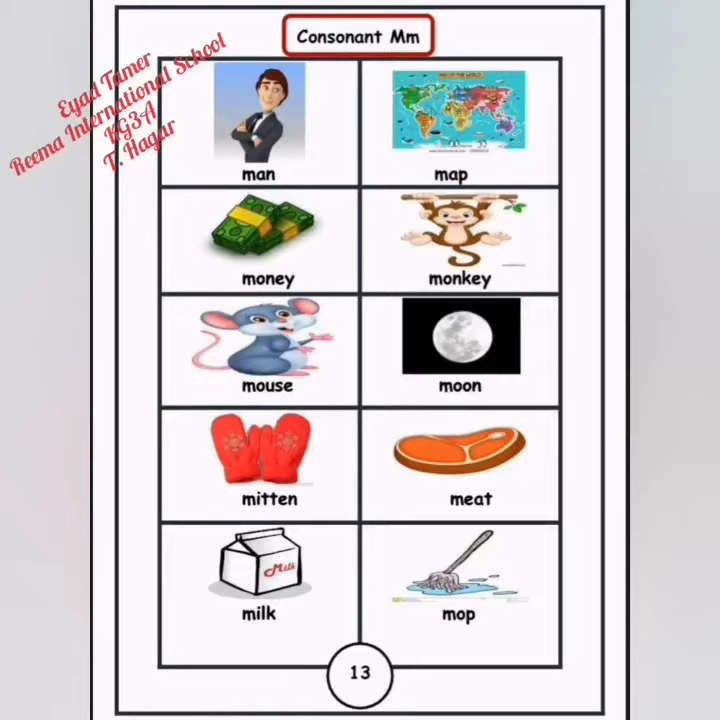 Consonant Mm
Eyad Tamer
Reema International School
KG3A
T. Hagar
man
map
money
monkey
mouse
moon
mitten
meat
Milk
milk
mop
13